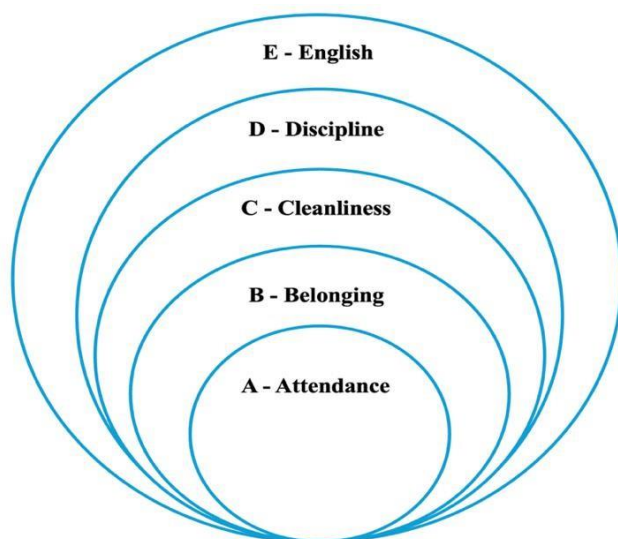 E - English
D - Discipline
C - Cleanliness
B - Belonging
A - Attendance